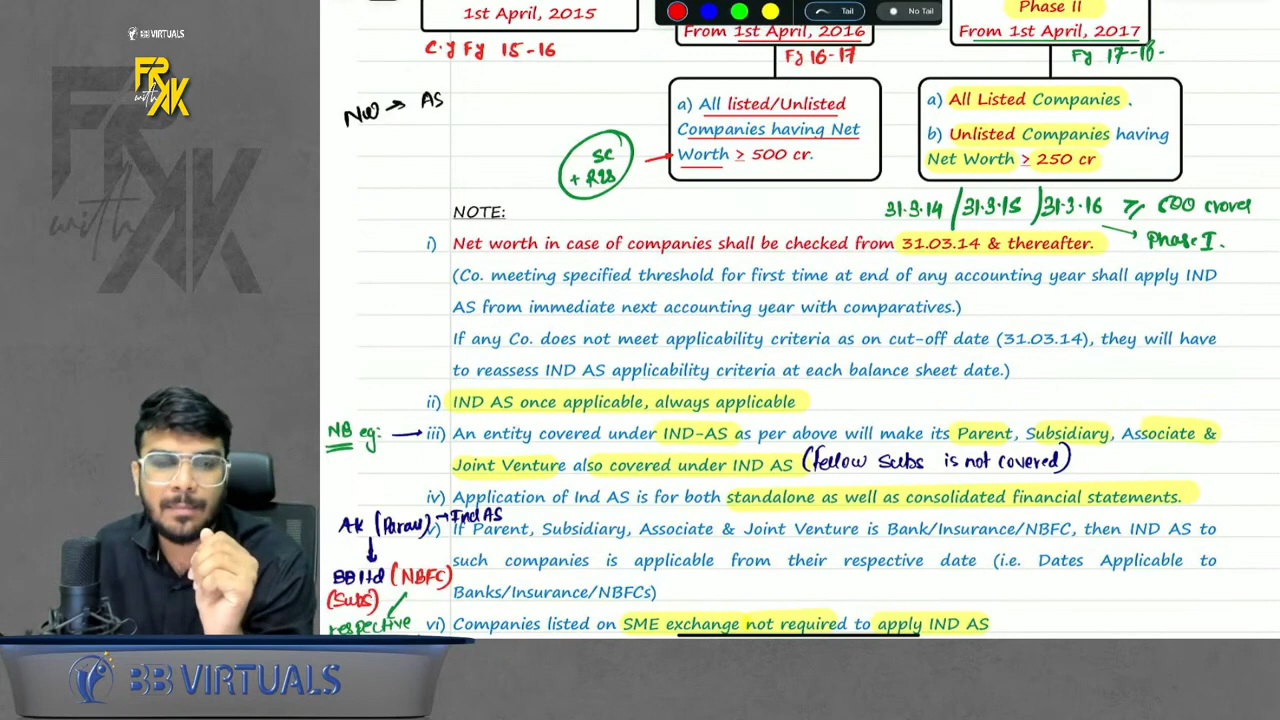 BB VIRTUALS
FR
with
AK
FR
with
AK
Tail
No Tail
1st April, 2015
From 1st April, 2016
Phase II
From 1st April, 2017
C.y Fy 15-16
Fy 16-17
Fy 17-18.
NW → AS
SC
+ R&S
a) All listed/Unlisted
Companies having Net
Worth ≥ 500 cr.
a) All Listed Companies .
b) Unlisted Companies having
Net Worth ≥ 250 cr
31.3.14 / 31.3.15 / 31.3.16 ≥ 500 crores
Phase I.
NOTE:
i) Net worth in case of companies shall be checked from 31.03.14 & thereafter.
(Co. meeting specified threshold for first time at end of any accounting year shall apply IND
AS from immediate next accounting year with comparatives.)
If any Co. does not meet applicability criteria as on cut-off date (31.03.14), they will have
to reassess IND AS applicability criteria at each balance sheet date.)
ii) IND AS once applicable, always applicable
NB eg: → iii) An entity covered under IND-AS as per above will make its Parent, Subsidiary, Associate &
Joint Venture also covered under IND AS (fellow Subs is not covered)
iv) Application of Ind AS is for both standalone as well as consolidated financial statements.
AK (Parent) → Ind AS
v) If Parent, Subsidiary, Associate & Joint Venture is Bank/Insurance/NBFC, then IND AS to
such companies is applicable from their respective date (i.e. Dates Applicable to
Banks/Insurance/NBFCs)
BB ltd (NBFC)
(Subs)
respective
vi) Companies listed on SME exchange not required to apply IND AS
BB VIRTUALS